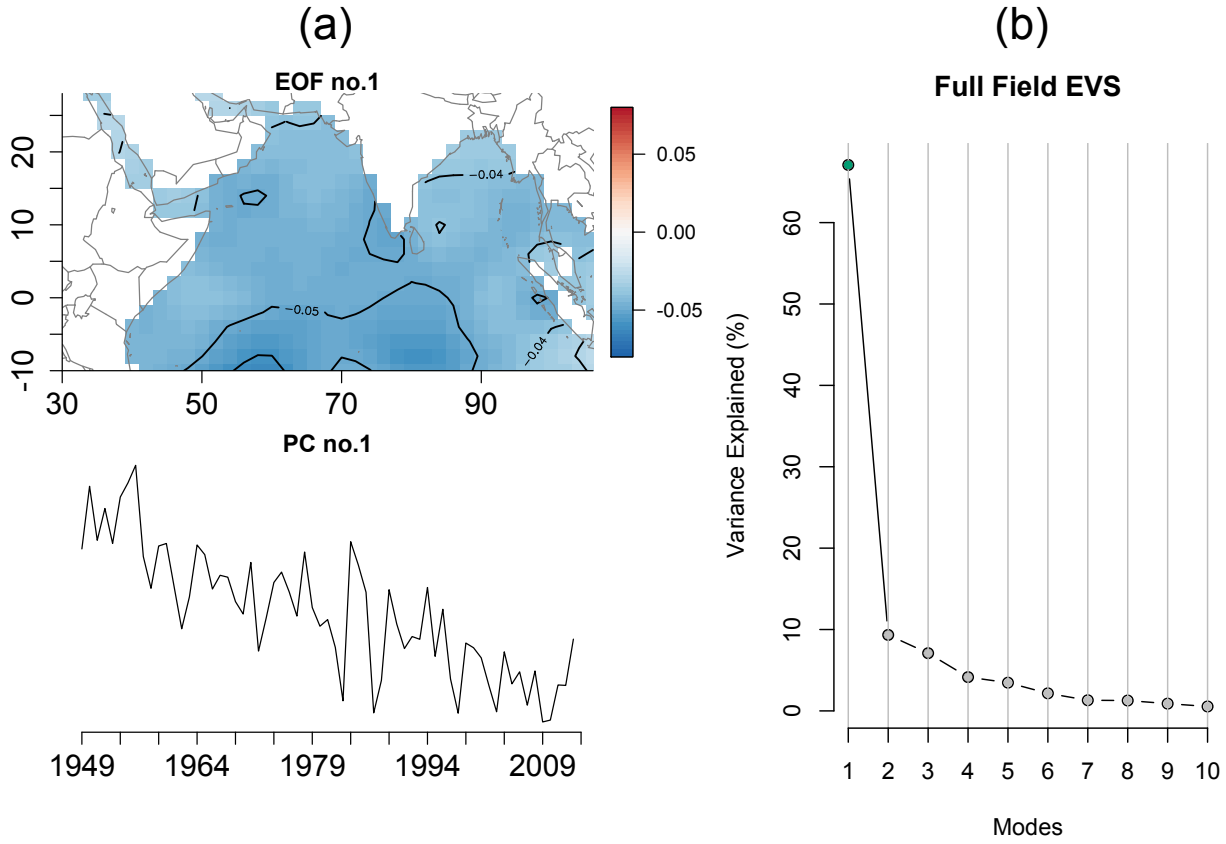 (a)
EOF no.1
20
10
0
-10
30 50 70 90
0.05
0.00
-0.05
−0.04
−0.05
−0.04
PC no.1
1949 1964 1979 1994 2009
(b)
Full Field EVS
Variance Explained (%)
60
50
40
30
20
10
0
1 2 3 4 5 6 7 8 9 10
Modes